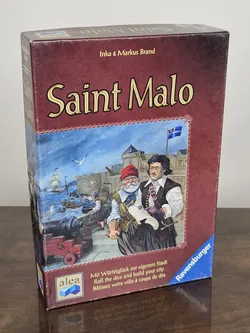 Inka & Markus Brand
Saint Malo
Mit Würfelglück zur eigenen Stadt
Roll the dice and build your city
Bâtissez votre ville à coups de dés
alea
Ravensburger